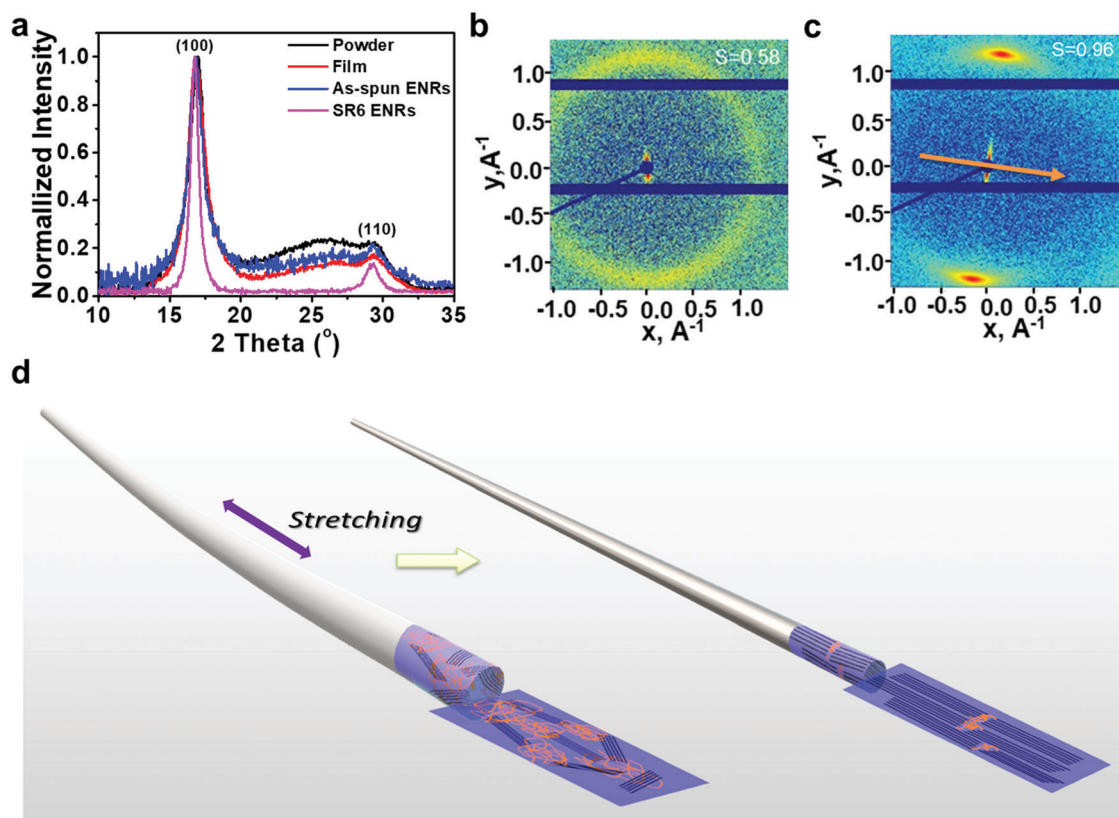 a
Normallized Intensity
1.0
0.8
0.6
0.4
0.2
0.0
(100)
(110)
Powder
Film
As-spun ENRs
SR6 ENRs
10 15 20 25 30 35
2 Theta (°)
b
S=0.58
y,A⁻¹
1.0
0.5
0.0
-0.5
-1.0
-1.0 -0.5 0.0 0.5 1.0
x, A⁻¹
c
S=0.96
y,A⁻¹
1.0
0.5
0.0
-0.5
-1.0
-1.0 -0.5 0.0 0.5 1.0
x, A⁻¹
d
Stretching